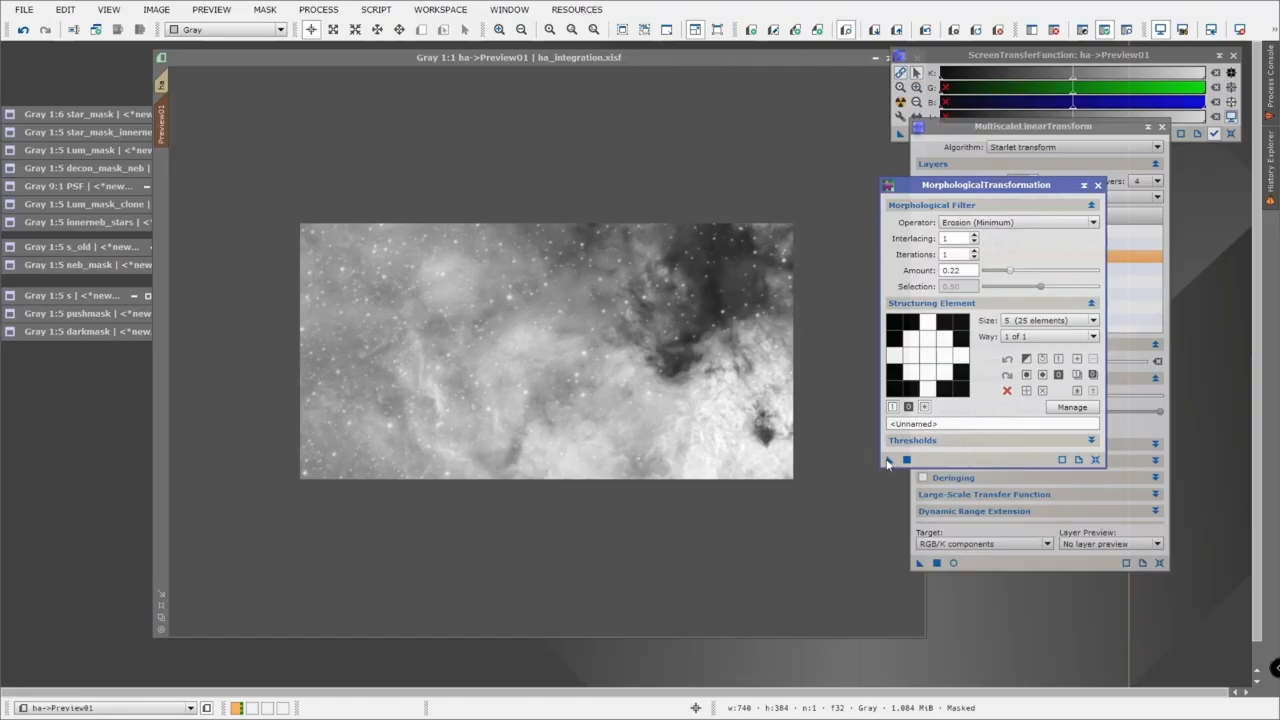 FILE EDIT VIEW IMAGE PREVIEW MASK PROCESS SCRIPT WORKSPACE WINDOW RESOURCES
Gray
Gray 1:1 ha->Preview01 | ha_integration.xisf
ScreenTransferFunction: ha->Preview01
K:
G:
B:
ha
Preview01
Process Console
History Explorer
MultiscaleLinearTransform
Algorithm: Starlet transform
Layers
4
Gray 1:6 star_mask | <*new
Gray 1:5 star_mask_innerne
Gray 1:5 Lum_mask | <*new
Gray 1:5 decon_mask_neb |
Gray 9:1 PSF | <*new...
Gray 1:5 Lum_mask_clone |
Gray 1:5 innerneb_stars |
Gray 1:5 s_old | <*new...
Gray 1:5 neb_mask | <*new
Gray 1:5 s | <*new...
Gray 1:5 pushmask | <*new
Gray 1:5 darkmask | <*new
MorphologicalTransformation
Morphological Filter
Operator: Erosion (Minimum)
Interlacing: 1
Iterations: 1
Amount: 0.22
Selection: 0.50
Structuring Element
Size: 5 (25 elements)
Way: 1 of 1
Manage
<Unnamed>
Thresholds
Deringing
Large-Scale Transfer Function
Dynamic Range Extension
Target: Layer Preview:
RGB/K components No layer preview
ha->Preview01
w:740 · h:384 · n:1 · f32 · Gray · 1.084 MiB · Masked